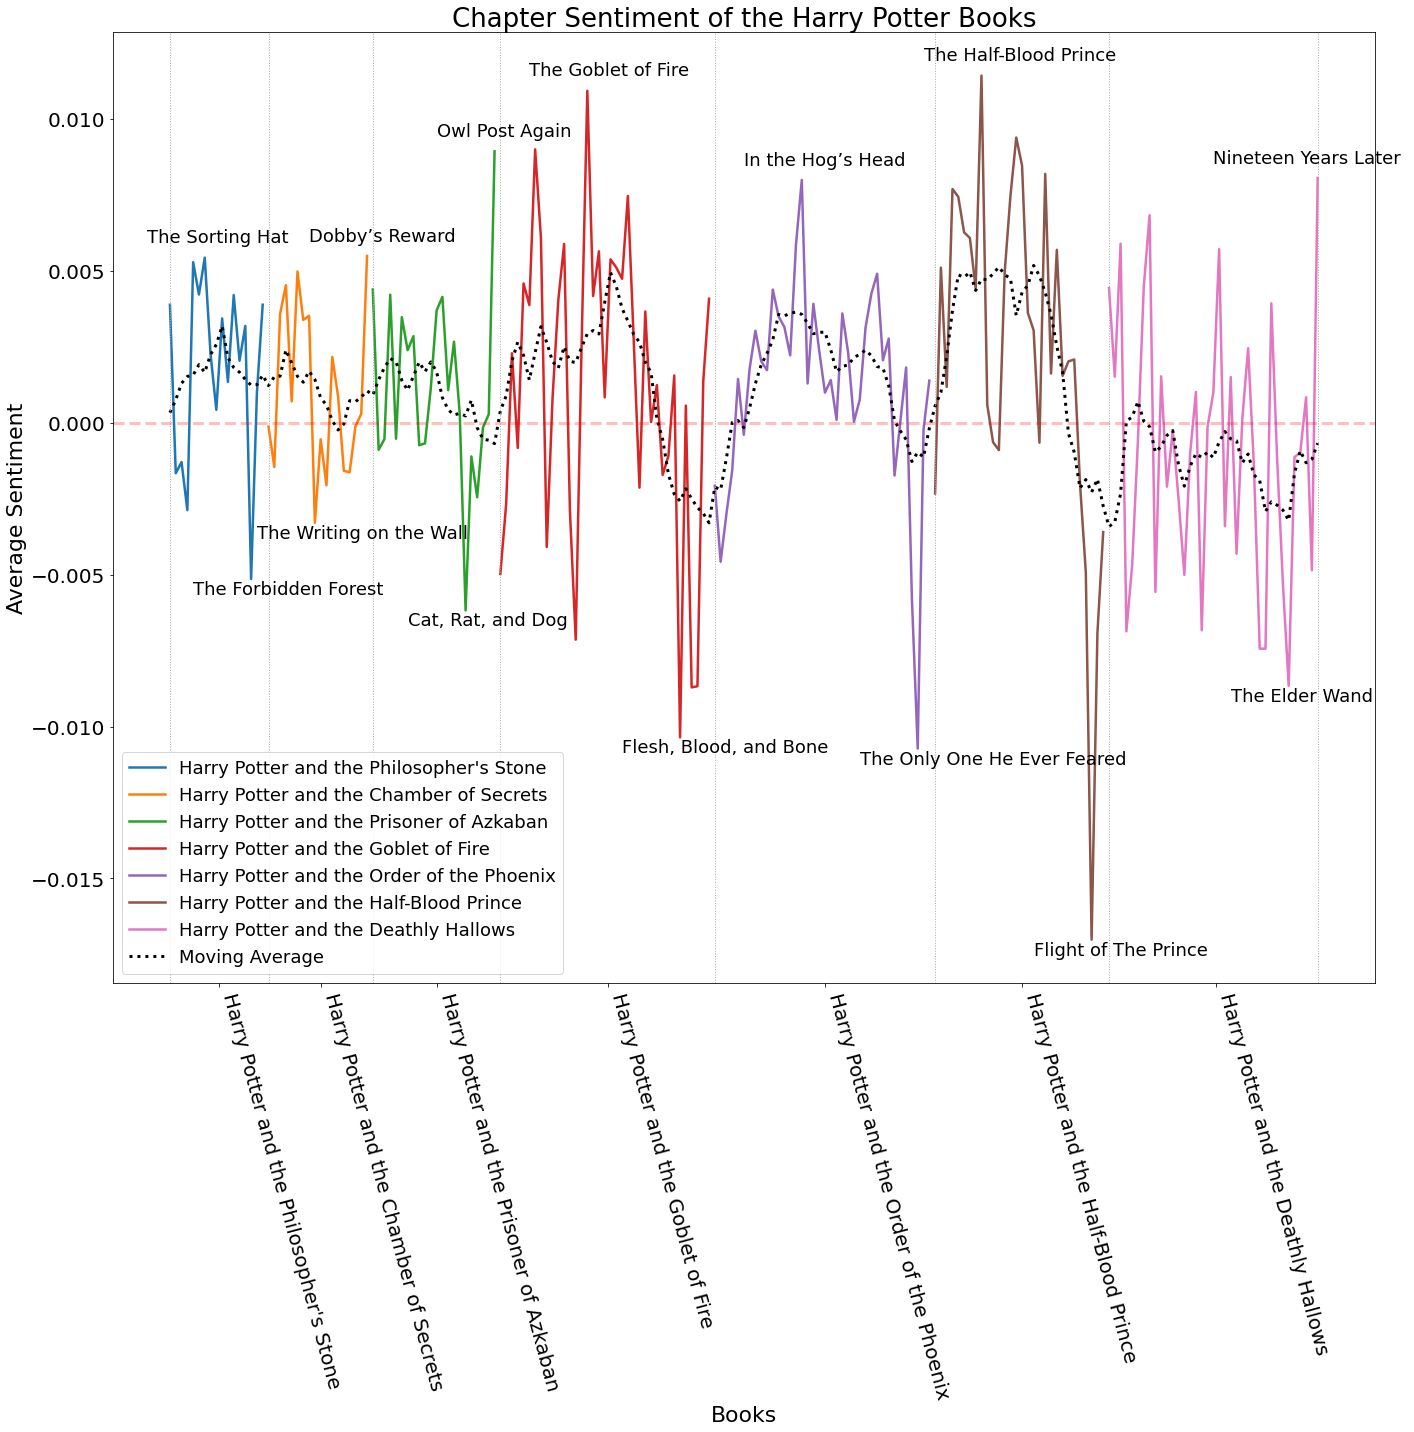 Chapter Sentiment of the Harry Potter Books
The Half-Blood Prince
The Goblet of Fire
0.010
Owl Post Again
In the Hog’s Head
Nineteen Years Later
The Sorting Hat
Dobby’s Reward
0.005
0.000
Average Sentiment
The Writing on the Wall
−0.005
The Forbidden Forest
Cat, Rat, and Dog
The Elder Wand
−0.010
Flesh, Blood, and Bone
The Only One He Ever Feared
Harry Potter and the Philosopher's Stone
Harry Potter and the Chamber of Secrets
Harry Potter and the Prisoner of Azkaban
Harry Potter and the Goblet of Fire
Harry Potter and the Order of the Phoenix
Harry Potter and the Half-Blood Prince
Harry Potter and the Deathly Hallows
Moving Average
−0.015
Flight of The Prince
Harry Potter and the Philosopher's Stone
Harry Potter and the Chamber of Secrets
Harry Potter and the Prisoner of Azkaban
Harry Potter and the Goblet of Fire
Harry Potter and the Order of the Phoenix
Harry Potter and the Half-Blood Prince
Harry Potter and the Deathly Hallows
Books